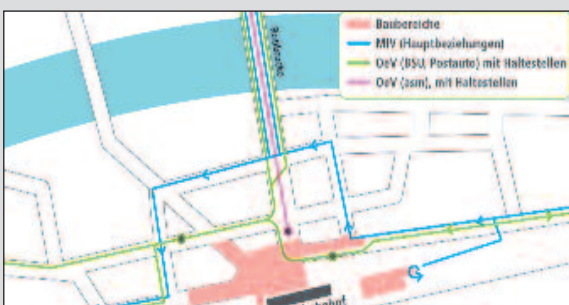 Baubereiche
MIV (Hauptbeziehungen)
OeV (BSU, Postauto) mit Haltestellen
OeV (asm), mit Haltestellen